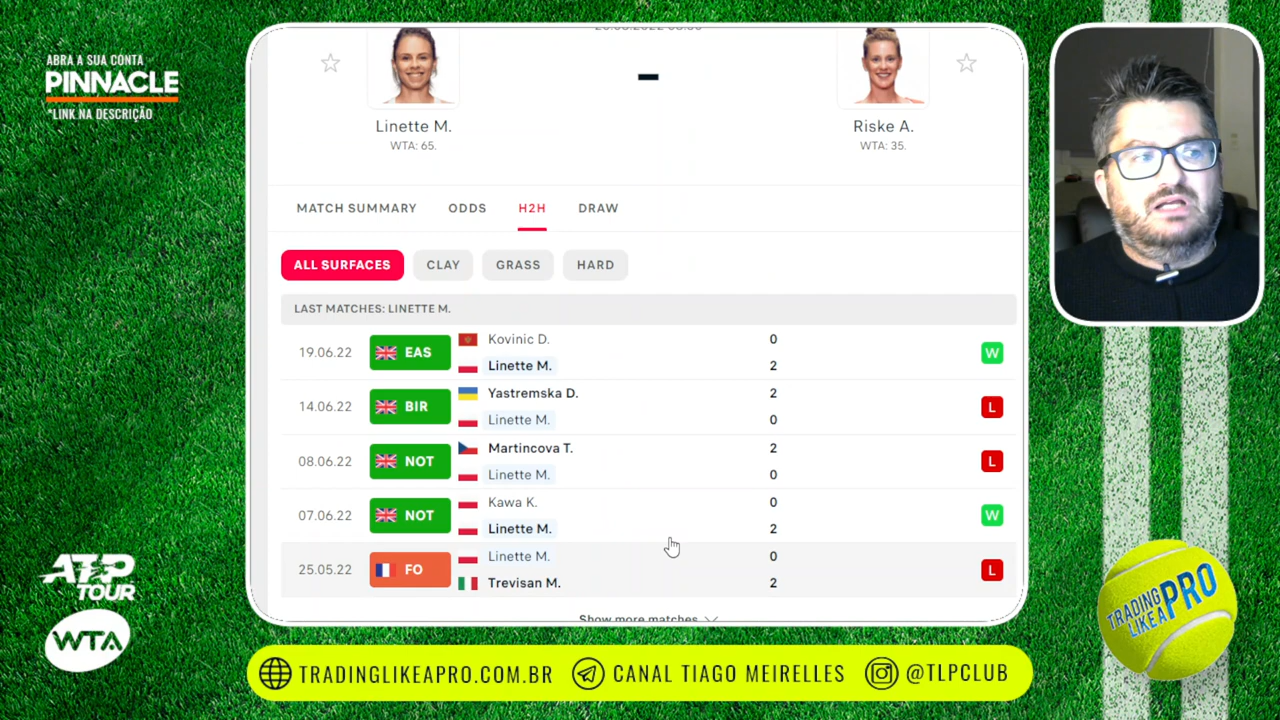 ABRA A SUA CONTA
PINNACLE
*LINK NA DESCRIÇÃO
Linette M.
WTA: 65.
Riske A.
WTA: 35.
MATCH SUMMARY ODDS H2H DRAW
ALL SURFACES CLAY GRASS HARD
LAST MATCHES: LINETTE M.
19.06.22 EAS Kovinic D. 0 W
Linette M. 2
14.06.22 BIR Yastremska D. 2 L
Linette M. 0
08.06.22 NOT Martincova T. 2 L
Linette M. 0
07.06.22 NOT Kawa K. 0 W
Linette M. 2
25.05.22 FO Linette M. 0 L
Trevisan M. 2
Show more matches
ATP
TOUR
WTA
TRADING
LIKE A
PRO
TRADINGLIKEAPRO.COM.BR CANAL TIAGO MEIRELLES @TLPCLUB